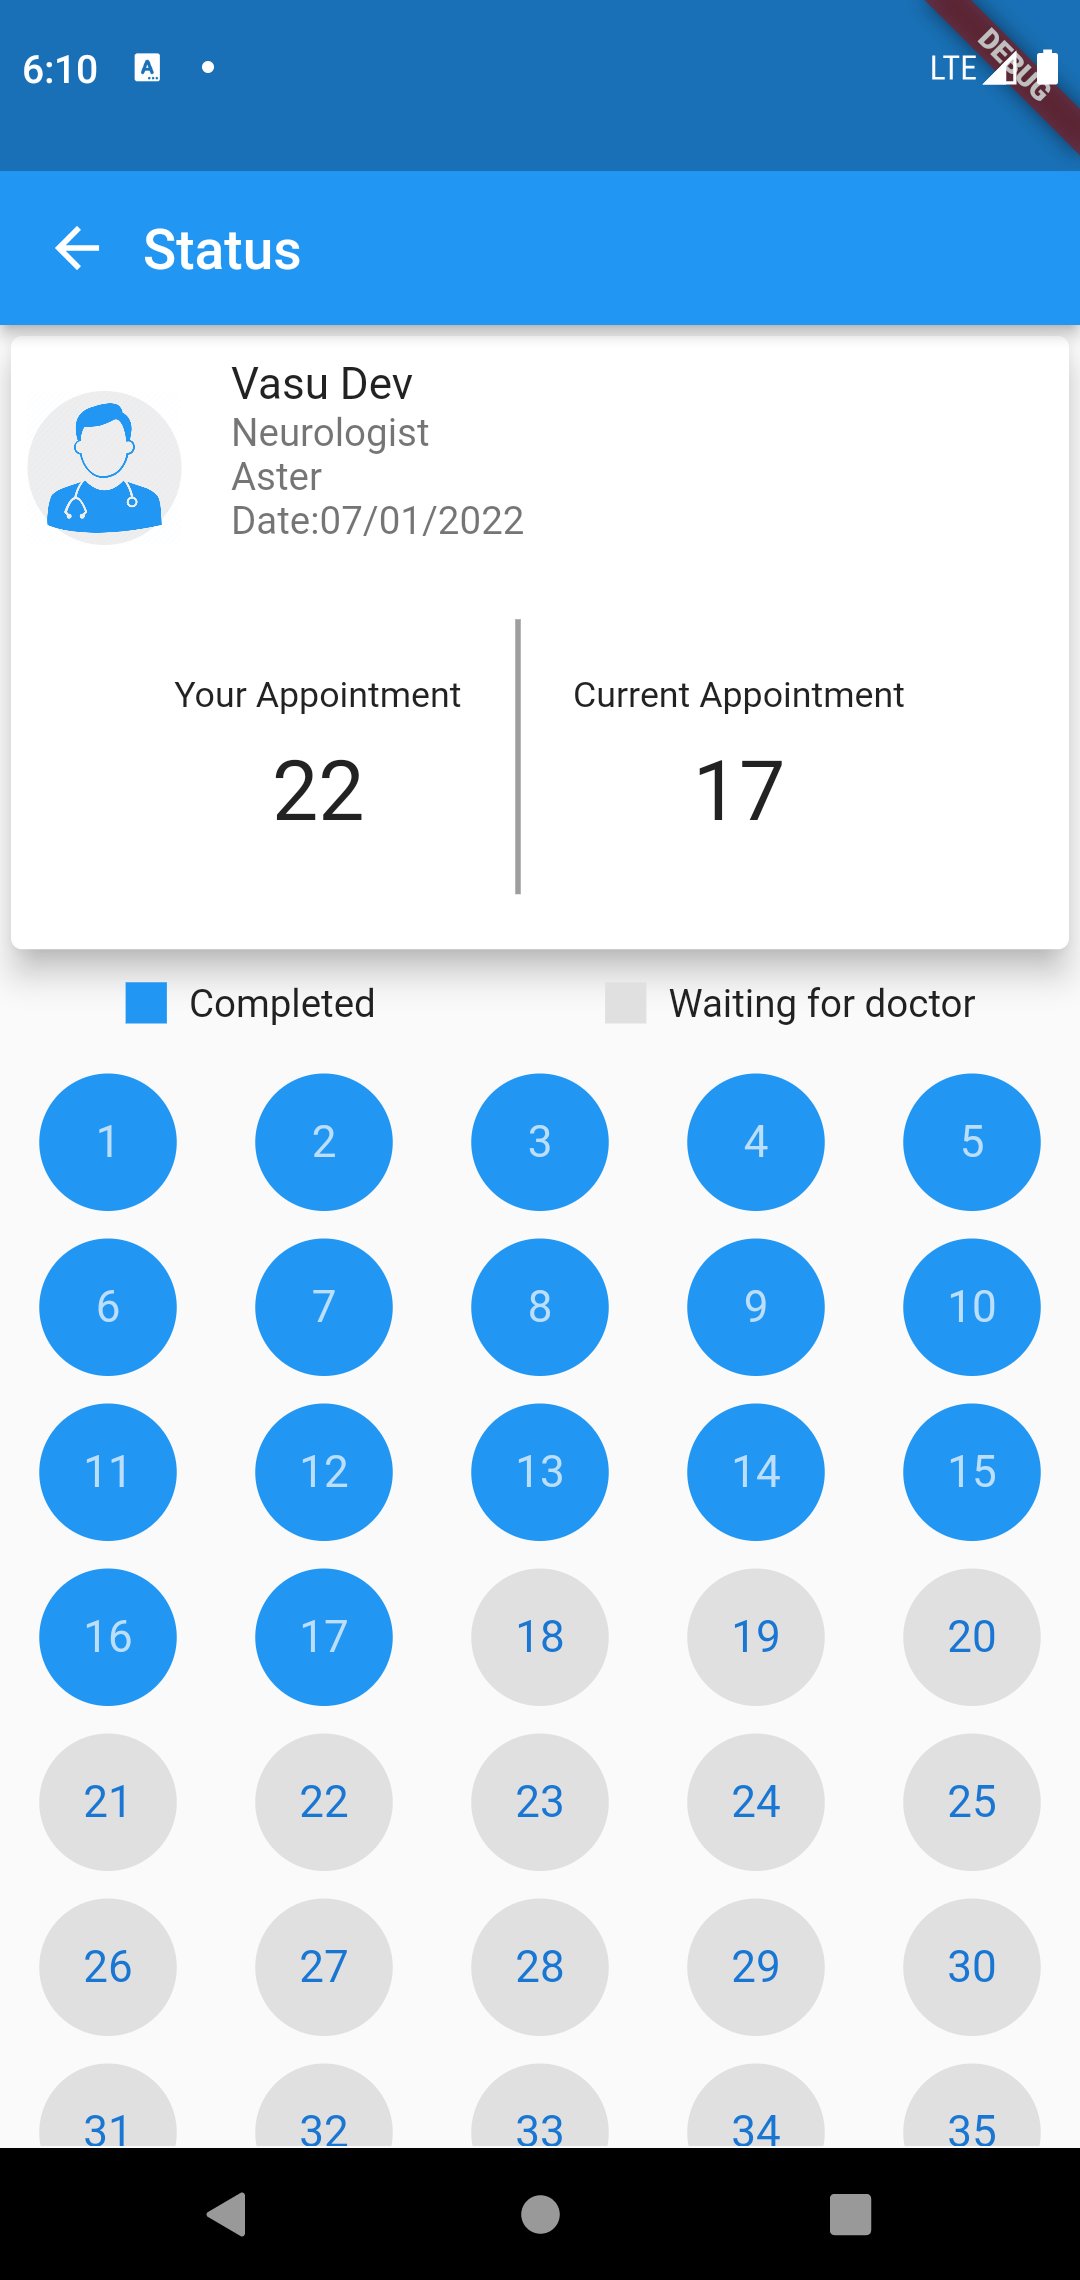 6:10 A LTE DEBUG
Status
Vasu Dev
Neurologist
Aster
Date:07/01/2022
Your Appointment Current Appointment
22 17
Completed Waiting for doctor
1 2 3 4 5
6 7 8 9 10
11 12 13 14 15
16 17 18 19 20
21 22 23 24 25
26 27 28 29 30
31 32 33 34 35